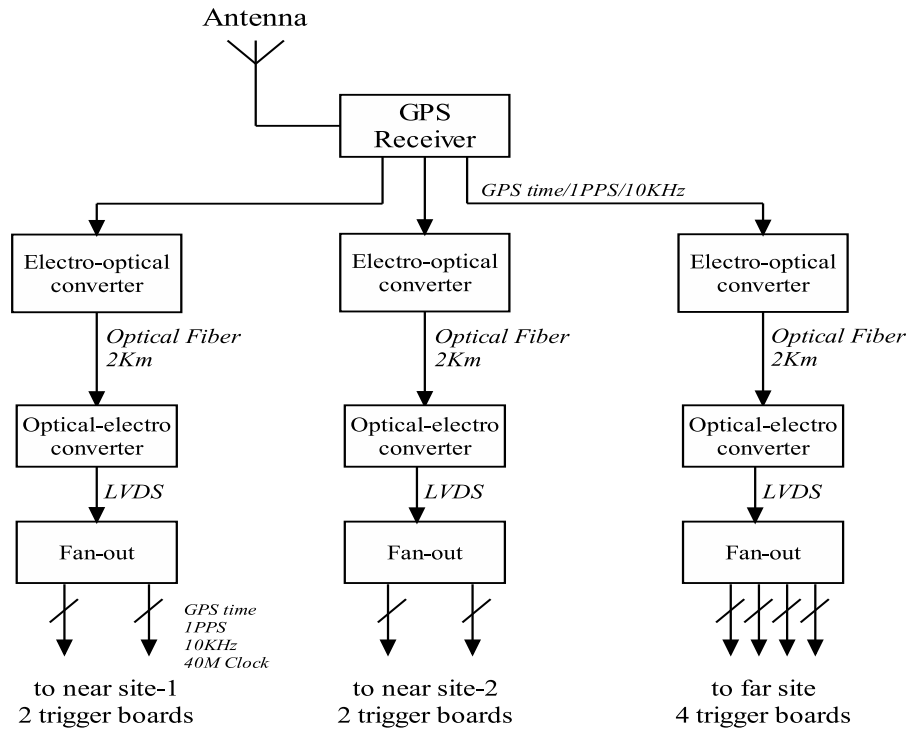 Antenna
GPS
Receiver
GPS time/1PPS/10KHz
Electro-optical
converter
Electro-optical
converter
Electro-optical
converter
Optical Fiber
2Km
Optical Fiber
2Km
Optical Fiber
2Km
Optical-electro
converter
Optical-electro
converter
Optical-electro
converter
LVDS
LVDS
LVDS
Fan-out
Fan-out
Fan-out
GPS time
1PPS
10KHz
40M Clock
to near site-1
2 trigger boards
to near site-2
2 trigger boards
to far site
4 trigger boards